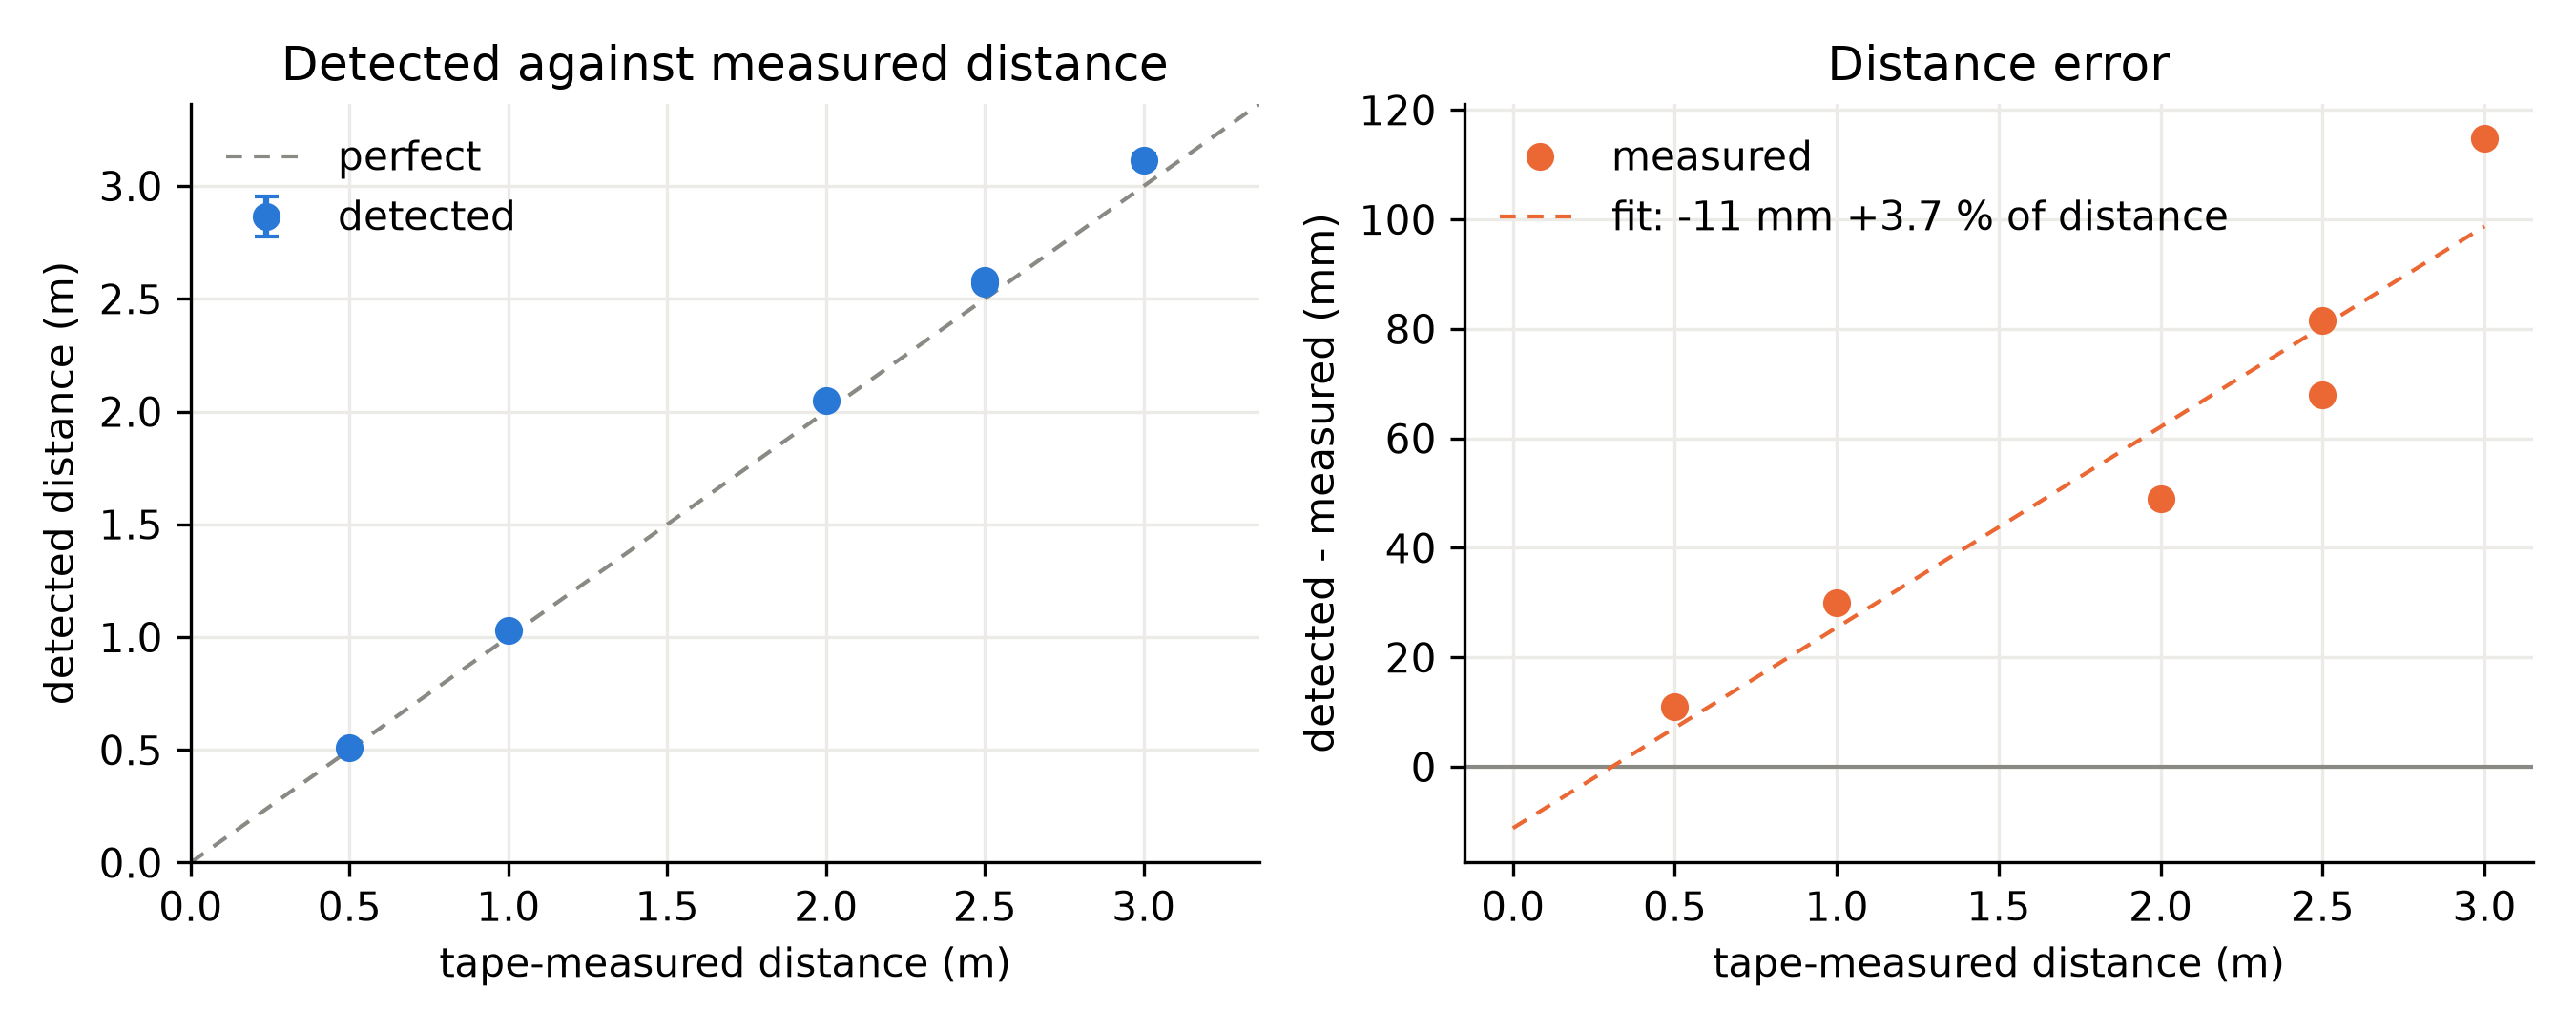 Detected against measured distance
perfect
detected
detected distance (m)
3.0
2.5
2.0
1.5
1.0
0.5
0.0
0.0 0.5 1.0 1.5 2.0 2.5 3.0
tape-measured distance (m)
Distance error
measured
fit: -11 mm +3.7 % of distance
detected - measured (mm)
120
100
80
60
40
20
0
0.0 0.5 1.0 1.5 2.0 2.5 3.0
tape-measured distance (m)